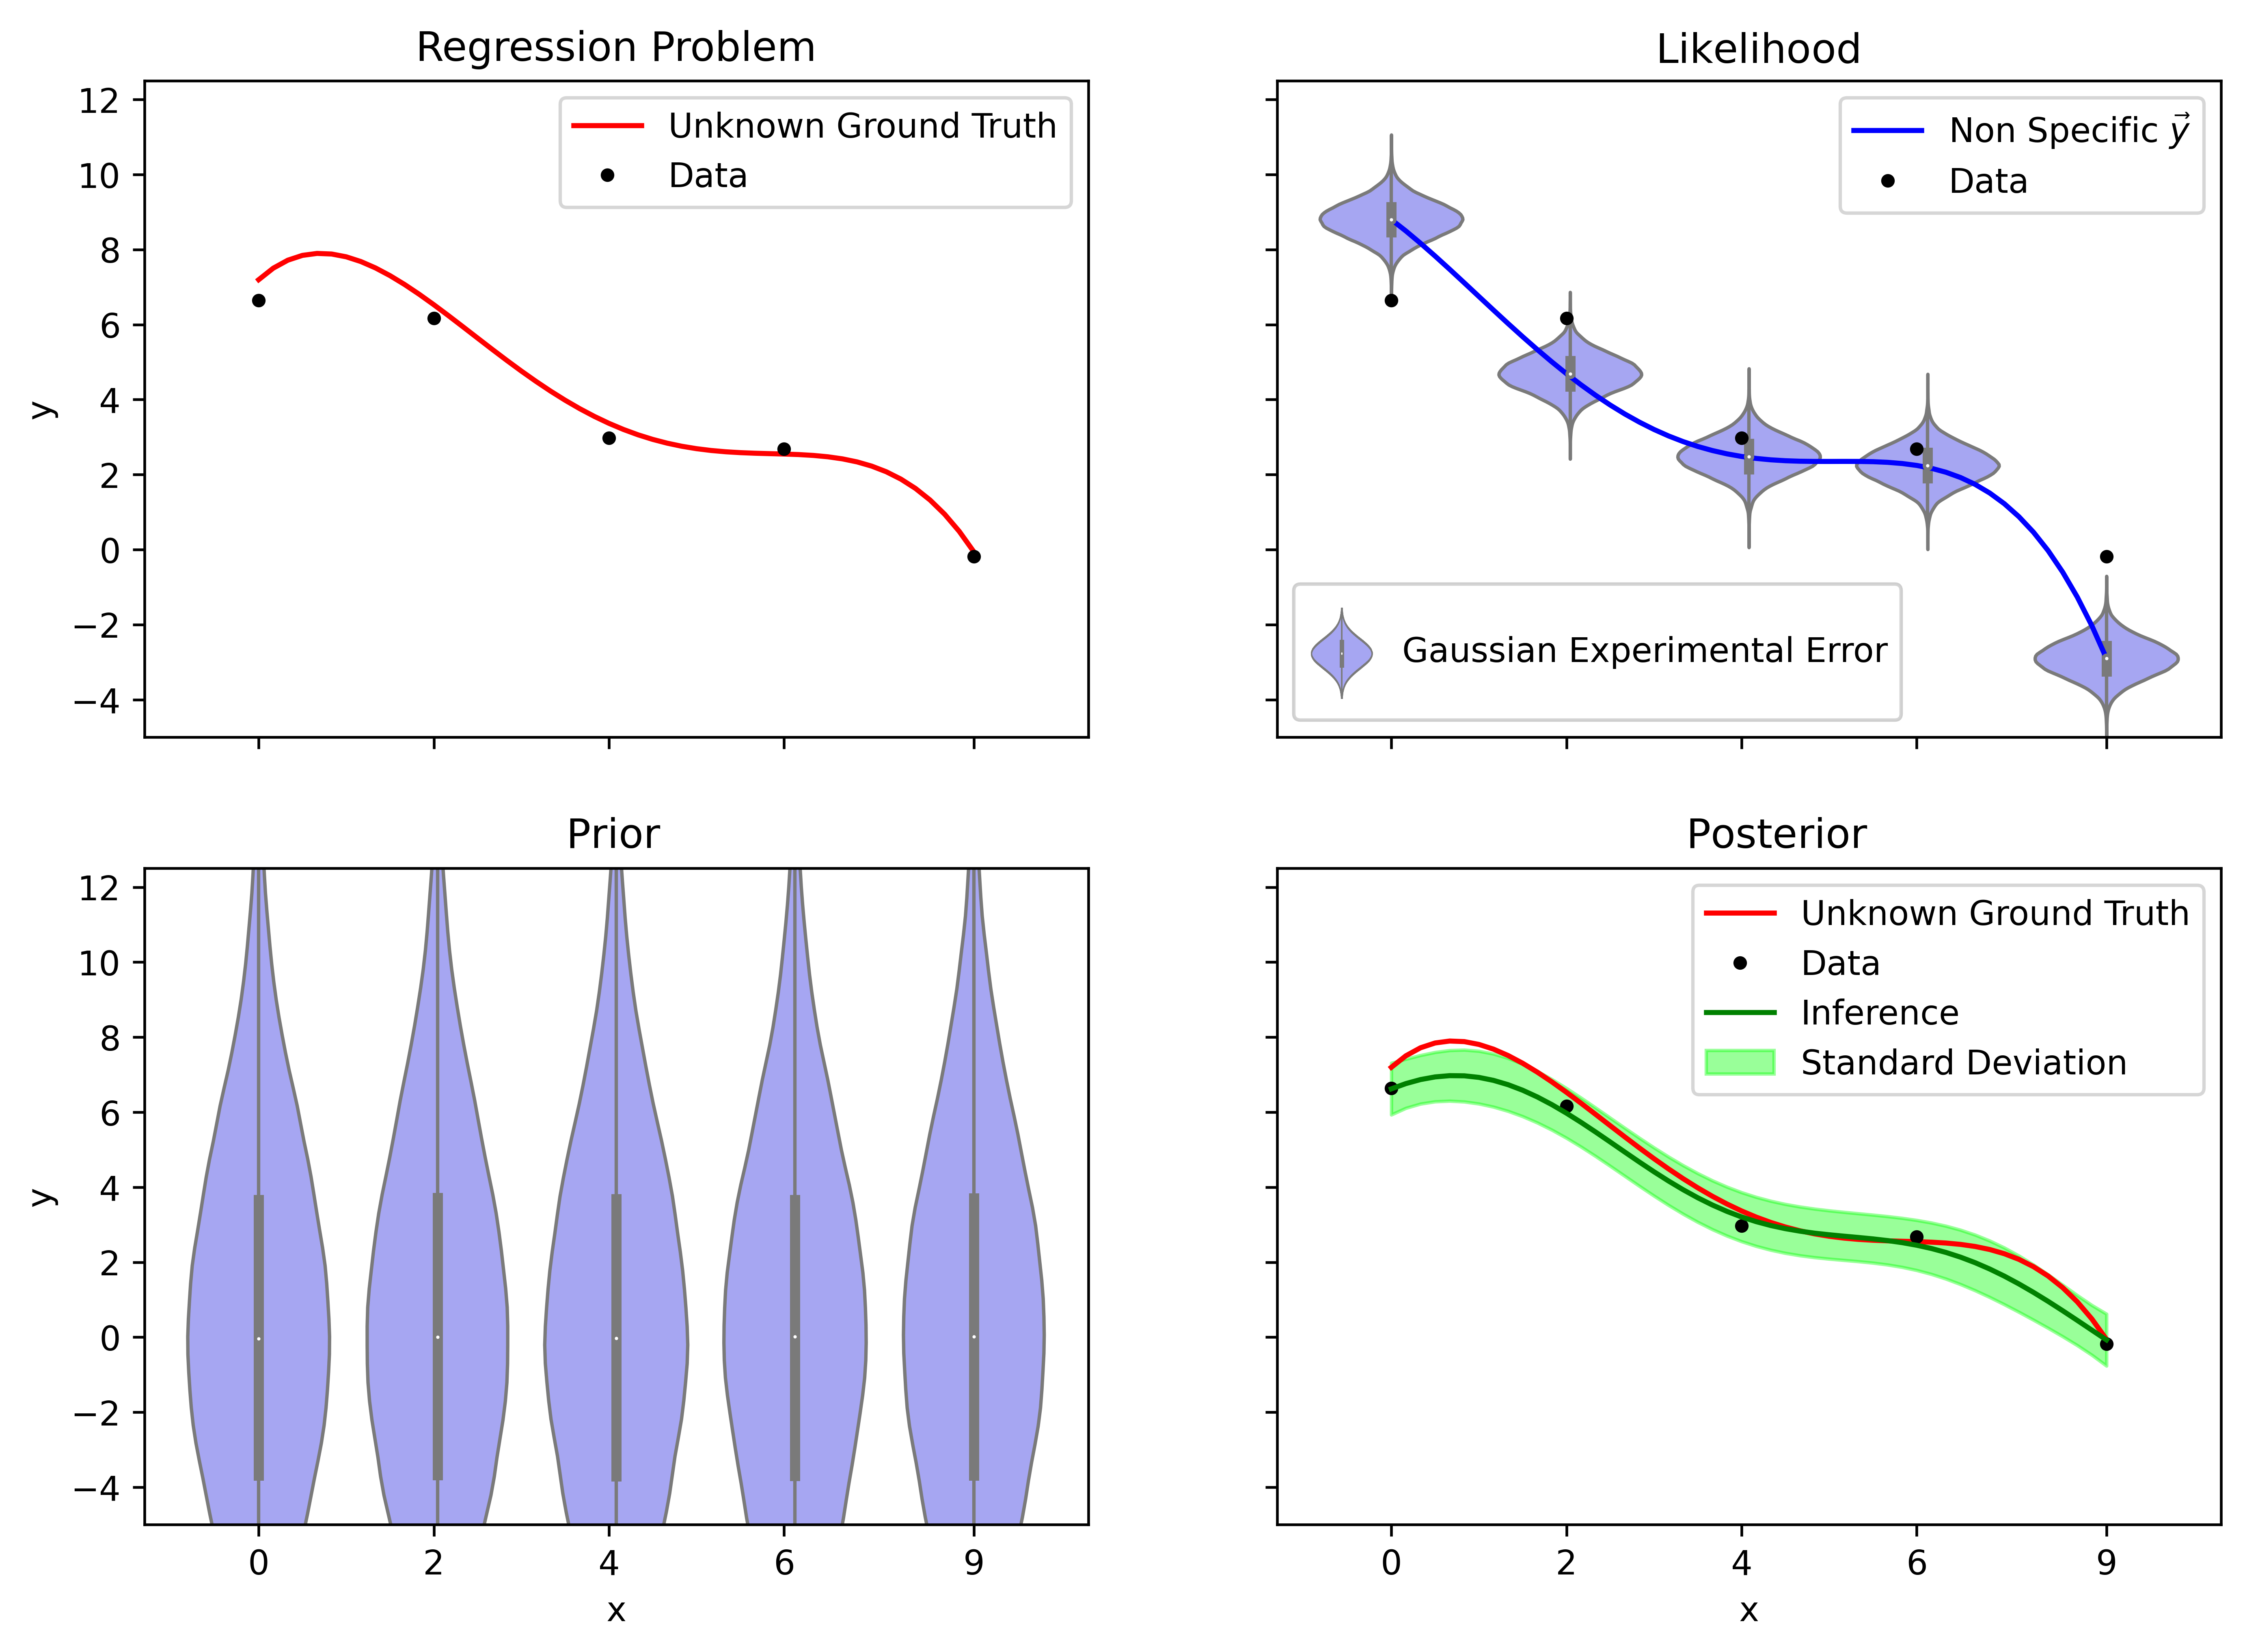 Regression Problem
12
10
8
6
4
2
0
−2
−4
y
Unknown Ground Truth
Data
Likelihood
Non Specific $\vec{y}$
Data
Gaussian Experimental Error
Prior
12
10
8
6
4
2
0
−2
−4
y
0 2 4 6 9
x
Posterior
Unknown Ground Truth
Data
Inference
Standard Deviation
0 2 4 6 9
x